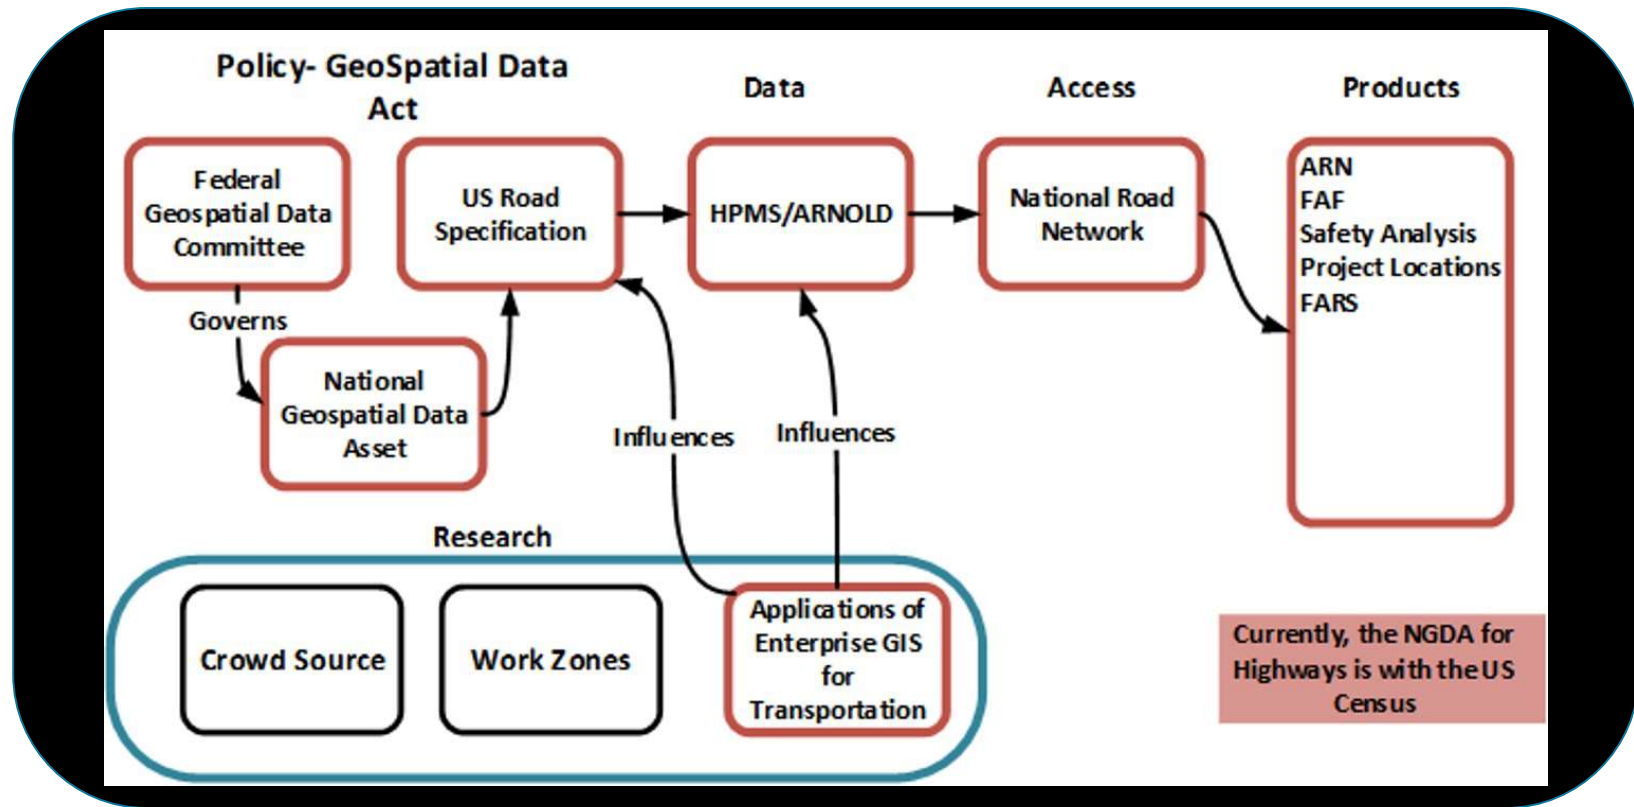 Policy- GeoSpatial Data
Act
Data
Access
Products
Federal
Geospatial Data
Committee
US Road
Specification
HPMS/ARNOLD
National Road
Network
ARN
FAF
Safety Analysis
Project Locations
FARS
Governs
National
Geospatial Data
Asset
Influences
Influences
Research
Crowd Source
Work Zones
Applications of
Enterprise GIS
for
Transportation
Currently, the NGDA for
Highways is with the US
Census